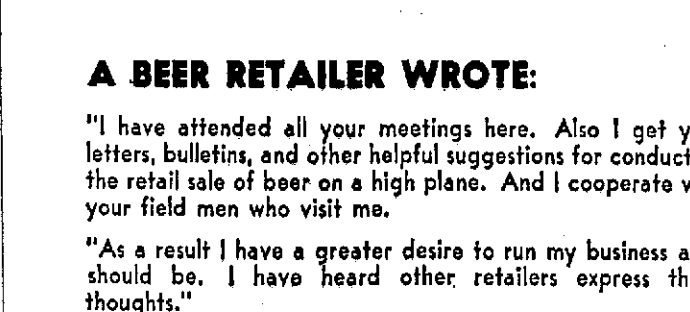 A BEER RETAILER WROTE:
"I have attended all your meetings here. Also I get y
letters, bulletins, and other helpful suggestions for conduct
the retail sale of beer on a high plane. And I cooperate v
your field men who visit me.
"As a result I have a greater desire to run my business a
should be. I have heard other retailers express th
thoughts."